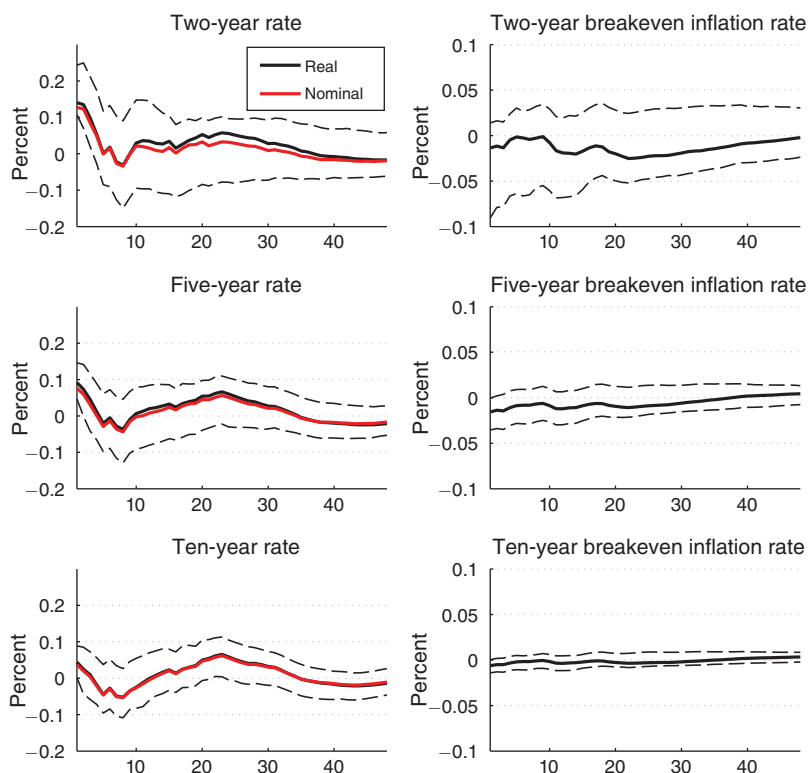 Two-year rate
Percent
0.2
0.1
0
−0.1
−0.2
10 20 30 40
Real
Nominal
Two-year breakeven inflation rate
Percent
0.1
0.05
0
−0.05
−0.1
10 20 30 40
Five-year rate
Percent
0.2
0.1
0
−0.1
−0.2
10 20 30 40
Five-year breakeven inflation rate
Percent
0.1
0.05
0
−0.05
−0.1
10 20 30 40
Ten-year rate
Percent
0.2
0.1
0
−0.1
−0.2
10 20 30 40
Ten-year breakeven inflation rate
Percent
0.1
0.05
0
−0.05
−0.1
10 20 30 40